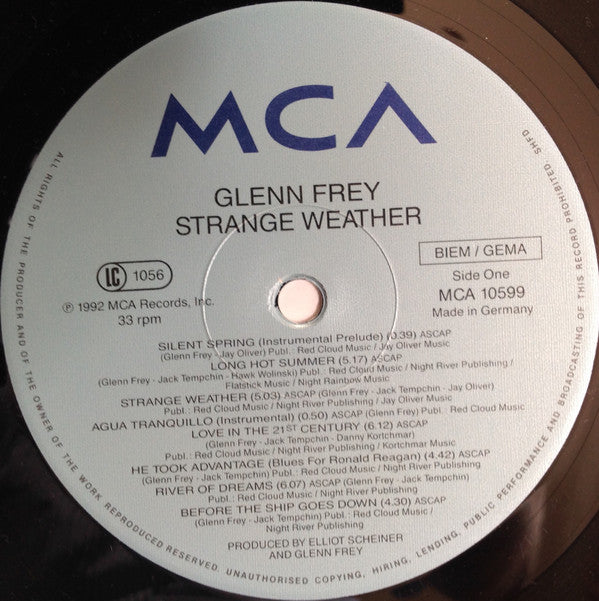 MCA
GLENN FREY
STRANGE WEATHER
LC 1056
℗ 1992 MCA Records, Inc.
33 rpm
BIEM / GEMA
Side One
MCA 10599
Made in Germany
SILENT SPRING (Instrumental Prelude) (0.39) ASCAP
(Glenn Frey - Jay Oliver) Publ.: Red Cloud Music / Jay Oliver Music
LONG HOT SUMMER (5.17) ASCAP
(Glenn Frey - Jack Tempchin - Hawk Wolinski) Publ.: Red Cloud Music / Night River Publishing /
Flatstick Music / Night Rainbow Music
STRANGE WEATHER (5.03) ASCAP (Glenn Frey - Jack Tempchin - Jay Oliver)
Publ.: Red Cloud Music / Night River Publishing / Jay Oliver Music
AGUA TRANQUILLO (Instrumental) (0.50) ASCAP (Glenn Frey) Publ.: Red Cloud Music
LOVE IN THE 21ST CENTURY (6.12) ASCAP
(Glenn Frey - Jack Tempchin - Danny Kortchmar)
Publ.: Red Cloud Music / Night River Publishing / Kortchmar Music
HE TOOK ADVANTAGE (Blues For Ronald Reagan) (4.42) ASCAP
(Glenn Frey - Jack Tempchin) Publ.: Red Cloud Music / Night River Publishing
RIVER OF DREAMS (6.07) ASCAP (Glenn Frey - Jack Tempchin)
Publ.: Red Cloud Music / Night River Publishing
BEFORE THE SHIP GOES DOWN (4.30) ASCAP
(Glenn Frey - Jack Tempchin) Publ.: Red Cloud Music /
Night River Publishing
PRODUCED BY ELLIOT SCHEINER
AND GLENN FREY
ALL RIGHTS OF THE PRODUCER AND OF THE OWNER OF THE WORK REPRODUCED RESERVED. UNAUTHORISED COPYING, HIRING, LENDING, PUBLIC PERFORMANCE AND BROADCASTING OF THIS RECORD PROHIBITED SHFD